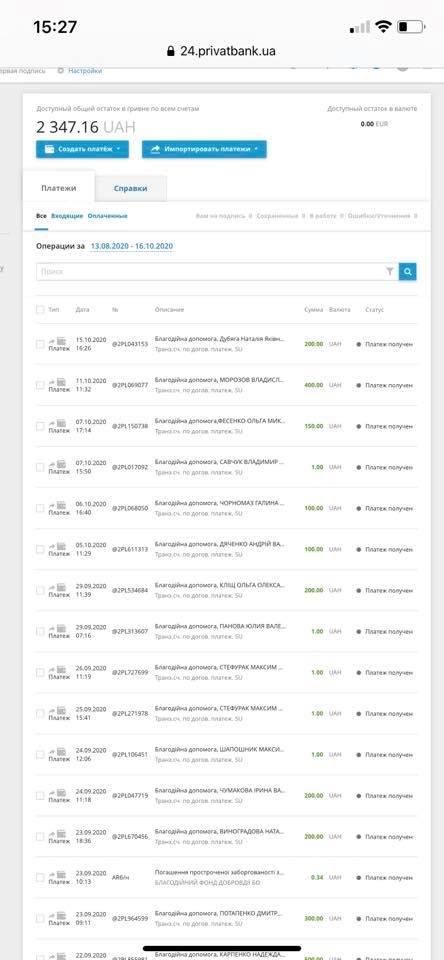 15:27
24.privatbank.ua
ервая подпись Настройки
Доступный общий остаток в гривне по всем счетам
Доступный остаток в валюте
2 347.16 UAH
0.00 EUR
Создать платёж
Импортировать платежи
Платежи
Справки
Все Входящие Оплаченные
Вам на подпись 0 Сохраненные 0 В работе 0 Ошибки/Уточнения 0
Операции за 13.08.2020 - 16.10.2020
Поиск
Тип Дата № Описание Сумма Валюта Статус
Платеж 15.10.2020 16:26 @2PL043153 Благодійна допомога, Дубяга Наталія Яківн... 200.00 UAH Платеж получен
Транз.сч. по догов. платеж. SU
Платеж 11.10.2020 11:32 @2PL069077 Благодійна допомога, МОРОЗОВ ВЛАДИСЛ... 400.00 UAH Платеж получен
Транз.сч. по догов. платеж. SU
Платеж 07.10.2020 17:14 @2PL150738 Благодійна допомога,ФЕСЕНКО ОЛЬГА МИК... 150.00 UAH Платеж получен
Транз.сч. по догов. платеж. SU
Платеж 07.10.2020 15:50 @2PL017092 Благодійна допомога, САВЧУК ВЛАДИМИР ... 1.00 UAH Платеж получен
Транз.сч. по догов. платеж. SU
Платеж 06.10.2020 16:40 @2PL068050 Благодійна допомога, ЧОРНОМАЗ ГАЛИНА ... 100.00 UAH Платеж получен
Транз.сч. по догов. платеж. SU
Платеж 05.10.2020 11:29 @2PL611313 Благодійна допомога, ДЯЧЕНКО АНДРІЙ ВА... 100.00 UAH Платеж получен
Транз.сч. по догов. платеж. SU
Платеж 29.09.2020 11:39 @2PL534684 Благодійна допомога, КЛІЩ ОЛЬГА ОЛЕКСА... 200.00 UAH Платеж получен
Транз.сч. по догов. платеж. SU
Платеж 29.09.2020 07:16 @2PL313607 Благодійна допомога, ПАНОВА ЮЛИЯ ВАЛЕ... 1.00 UAH Платеж получен
Транз.сч. по догов. платеж. SU
Платеж 26.09.2020 11:19 @2PL727699 Благодійна допомога, СТЕФУРАК МАКСИМ ... 1.00 UAH Платеж получен
Транз.сч. по догов. платеж. SU
Платеж 25.09.2020 15:41 @2PL271978 Благодійна допомога, СТЕФУРАК МАКСИМ ... 1.00 UAH Платеж получен
Транз.сч. по догов. платеж. SU
Платеж 24.09.2020 12:06 @2PL106451 Благодійна допомога, ШАПОШНИК МАКСИ... 1.00 UAH Платеж получен
Транз.сч. по догов. платеж. SU
Платеж 24.09.2020 11:18 @2PL047719 Благодійна допомога, ЧУМАКОВА ІРИНА ВА... 200.00 UAH Платеж получен
Транз.сч. по догов. платеж. SU
Платеж 23.09.2020 18:36 @2PL670456 Благодійна допомога, ВИНОГРАДОВА НАТА... 200.00 UAH Платеж получен
Транз.сч. по догов. платеж. SU
Платеж 23.09.2020 10:13 AR6/н Погашення простроченої заборгованості з... 0.34 UAH Платеж получен
БЛАГОДІЙНИЙ ФОНД ДОБРОВДІЇ БО
Платеж 23.09.2020 09:11 @2PL964599 Благодійна допомога, ПОТАПЕНКО ДМИТР... 300.00 UAH Платеж получен
Транз.сч. по догов. платеж. SU
22.09.2020 Благодійна допомога, КАРПЕНКО НАДЕЖДА...